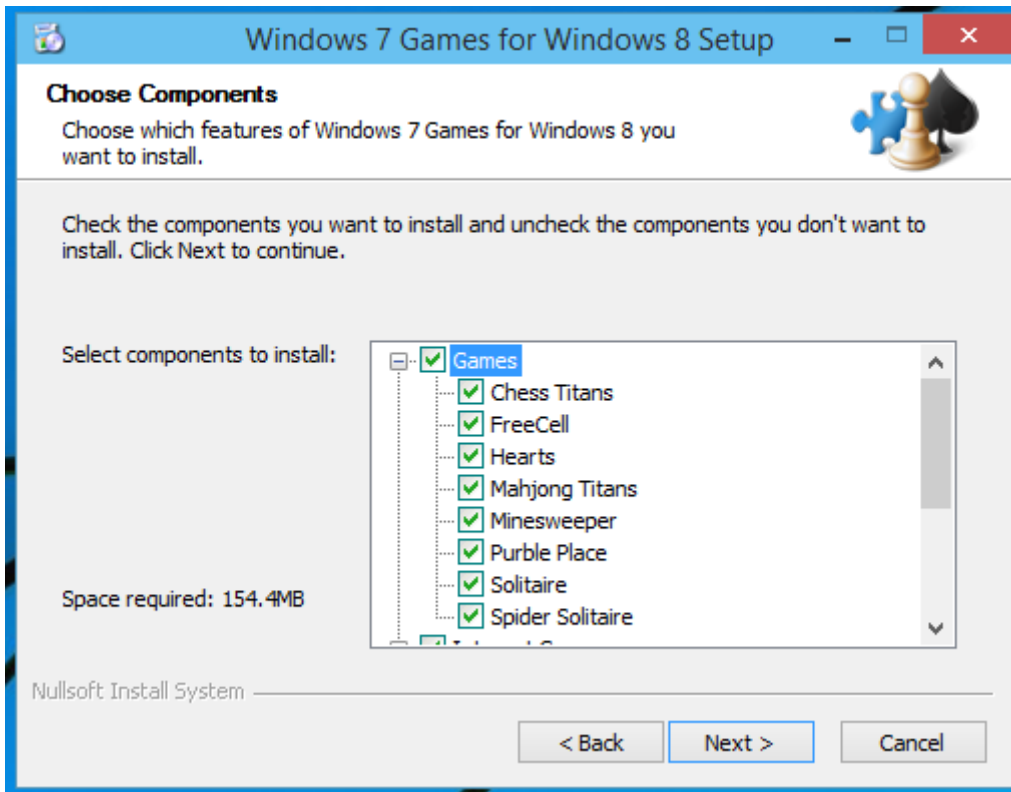 Windows 7 Games for Windows 8 Setup
Choose Components
Choose which features of Windows 7 Games for Windows 8 you
want to install.
Check the components you want to install and uncheck the components you don't want to
install. Click Next to continue.
Select components to install:
Games
Chess Titans
FreeCell
Hearts
Mahjong Titans
Minesweeper
Purble Place
Solitaire
Spider Solitaire
Space required: 154.4MB
Nullsoft Install System
< Back
Next >
Cancel